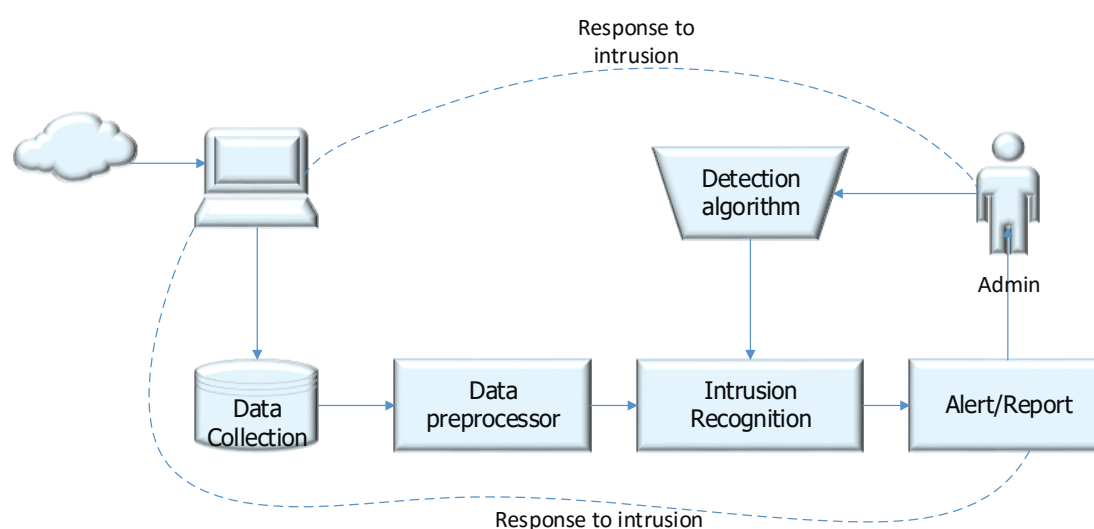 Response to
intrusion
Detection
algorithm
Admin
Data
Collection
Data
preprocessor
Intrusion
Recognition
Alert/Report
Response to intrusion